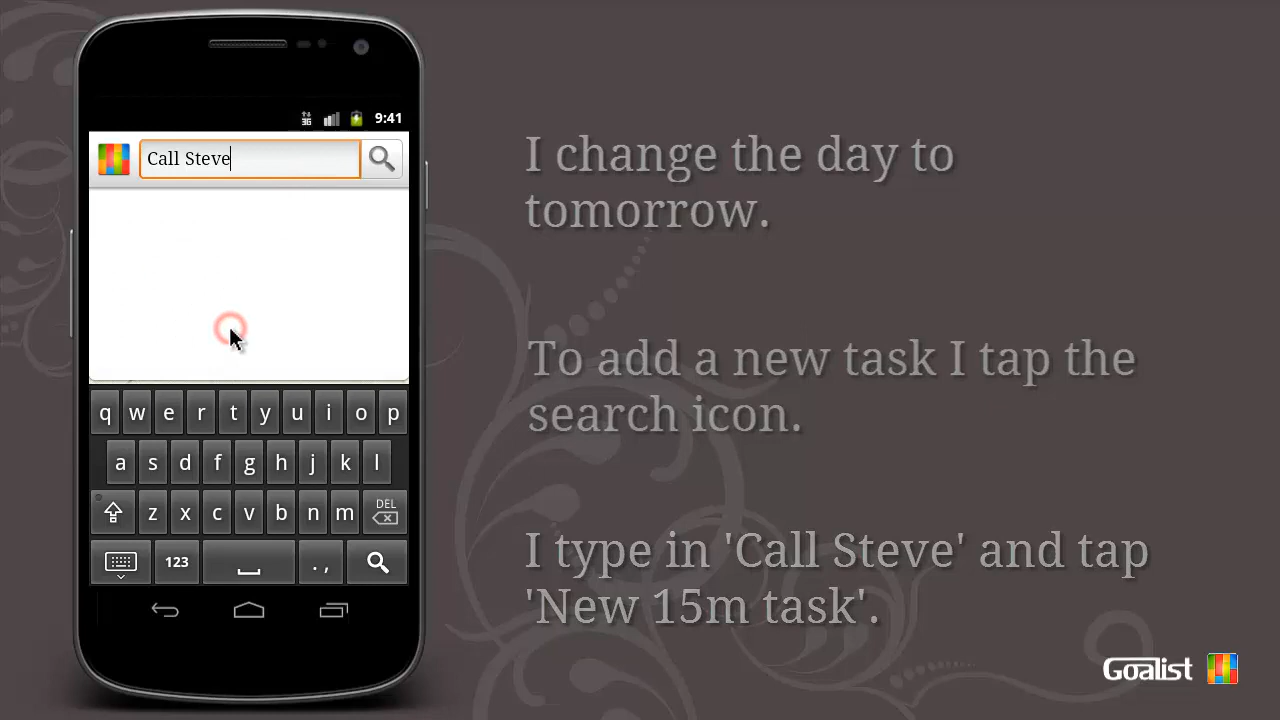 9:41
Call Steve
q w e r t y u i o p
a s d f g h j k l
z x c v b n m DEL
123 . ,
I change the day to
tomorrow.
To add a new task I tap the
search icon.
I type in 'Call Steve' and tap
'New 15m task'.
Goalist